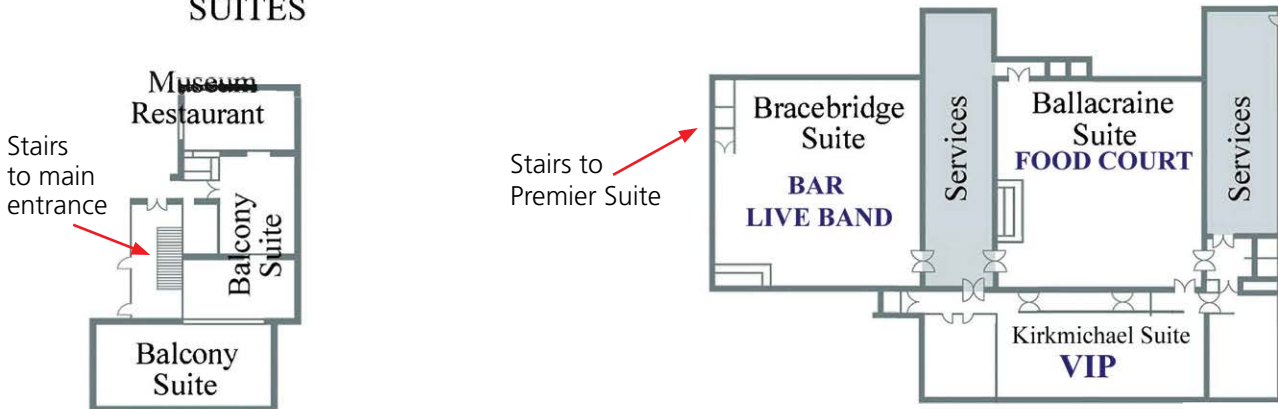 SUITES
Museum
Restaurant
Stairs
to main
entrance
Balcony
Suite
Balcony
Suite
Stairs to
Premier Suite
Bracebridge
Suite
BAR
LIVE BAND
Services
Ballacraine
Suite
FOOD COURT
Services
Kirkmichael Suite
VIP